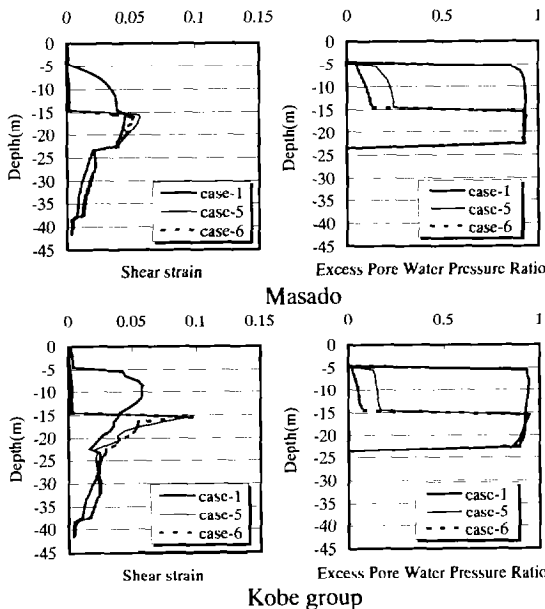 0 0.05 0.1 0.15
0 1
0
-5
-10
-15
-20
-25
-30
-35
-40
-45
Depth(m)
case-1
case-5
case-6
Shear strain
0
-5
-10
-15
-20
-25
-30
-35
-40
-45
Depth(m)
case-1
case-5
case-6
Excess Pore Water Pressure Ratio
Masado
0 0.05 0.1 0.15
0 1
0
-5
-10
-15
-20
-25
-30
-35
-40
-45
Depth(m)
case-1
case-5
case-6
Shear strain
0
-5
-10
-15
-20
-25
-30
-35
-40
-45
Depth(m)
case-1
case-5
case-6
Excess Pore Water Pressure Ratio
Kobe group